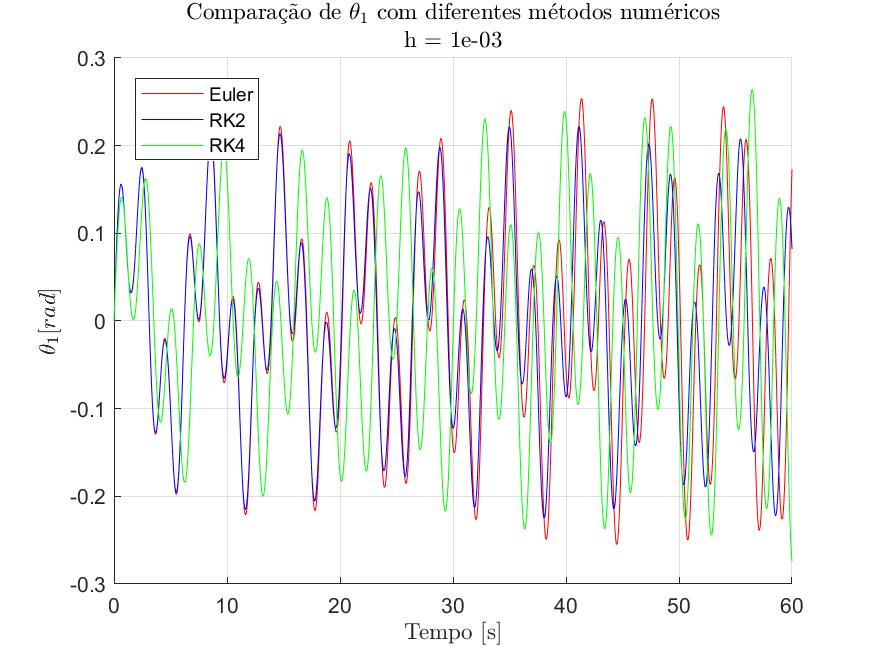 Comparação de θ₁ com diferentes métodos numéricos
h = 1e-03
Euler
RK2
RK4
0.3
0.2
0.1
0
-0.1
-0.2
-0.3
θ₁[rad]
0 10 20 30 40 50 60
Tempo [s]